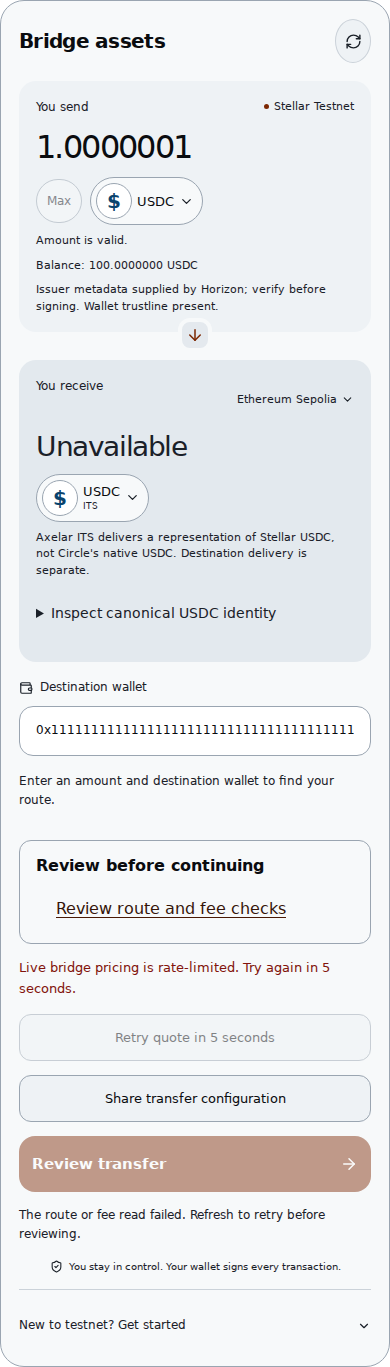 Bridge assets
You send
Stellar Testnet
1.0000001
Max
$ USDC
Amount is valid.
Balance: 100.0000000 USDC
Issuer metadata supplied by Horizon; verify before
signing. Wallet trustline present.
You receive
Ethereum Sepolia
Unavailable
$ USDC
ITS
Axelar ITS delivers a representation of Stellar USDC,
not Circle's native USDC. Destination delivery is
separate.
Inspect canonical USDC identity
Destination wallet
0x1111111111111111111111111111111111111111
Enter an amount and destination wallet to find your
route.
Review before continuing
Review route and fee checks
Live bridge pricing is rate-limited. Try again in 5
seconds.
Retry quote in 5 seconds
Share transfer configuration
Review transfer
The route or fee read failed. Refresh to retry before
reviewing.
You stay in control. Your wallet signs every transaction.
New to testnet? Get started